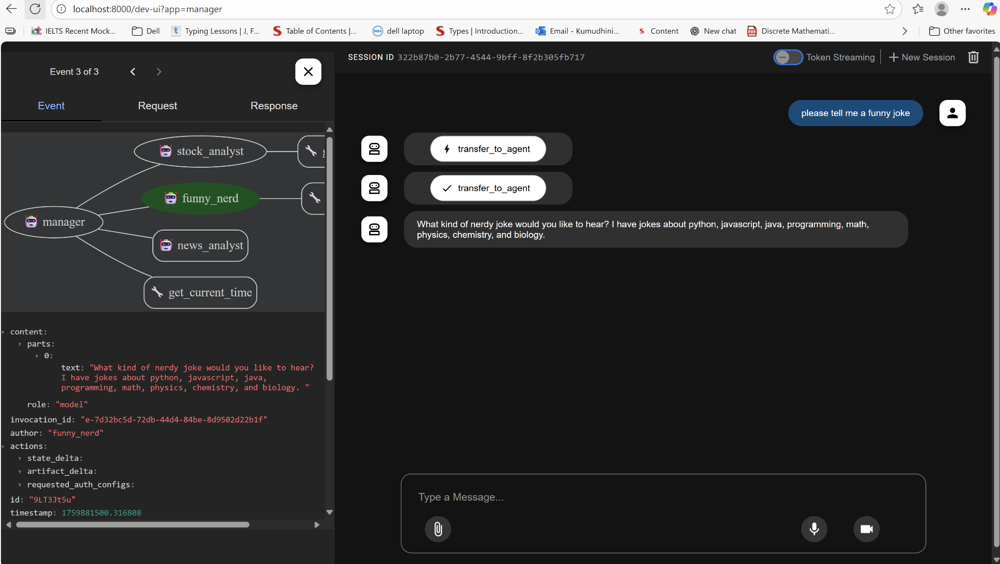 localhost:8000/dev-ui?app=manager
IELTS Recent Mock...
Dell
Typing Lessons | J, F...
Table of Contents |...
dell laptop
Types | Introduction...
Email - Kumudhini...
Content
New chat
Discrete Mathemati...
Other favorites
Event 3 of 3
Event
Request
Response
stock_analyst
funny_nerd
manager
news_analyst
get_current_time
content:
parts:
0:
text: "What kind of nerdy joke would you like to hear?
I have jokes about python, javascript, java,
programming, math, physics, chemistry, and biology. "
role: "model"
invocation_id: "e-7d32bc5d-72db-44d4-84be-8d9502d22b1f"
author: "funny_nerd"
actions:
state_delta:
artifact_delta:
requested_auth_configs:
id: "9LT3Jt5u"
timestamp: 1759881500.316808
SESSION ID 322b87b0-2b77-4544-9bff-8f2b305fb717
Token Streaming
New Session
please tell me a funny joke
transfer_to_agent
transfer_to_agent
What kind of nerdy joke would you like to hear? I have jokes about python, javascript, java, programming, math,
physics, chemistry, and biology.
Type a Message...